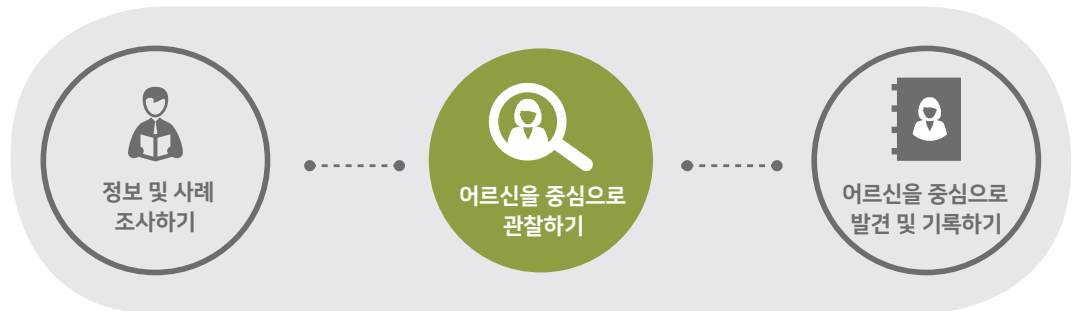 정보 및 사례
조사하기
어르신을 중심으로
관찰하기
어르신을 중심으로
발견 및 기록하기